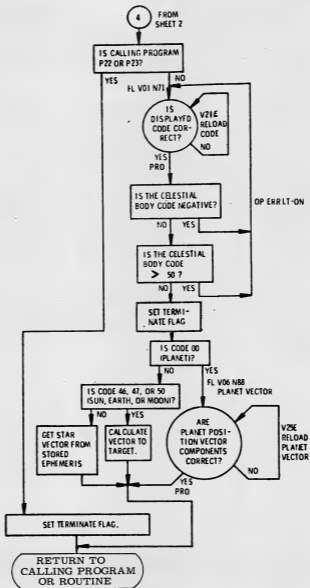 4
FROM
SHEET 2
IS CALLING PROGRAM
P22 OR P23?
YES
NO
FL V01 N71
IS
DISPLAYED
CODE COR-
RECT?
V21E
RELOAD
CODE
NO
YES
PRO
OP ERR LT-ON
IS THE CELESTIAL
BODY CODE NEGATIVE?
NO
YES
IS THE CELESTIAL
BODY CODE
> 50 ?
NO
YES
SET TERMI-
NATE FLAG
IS CODE 00
(PLANET)?
NO
YES
FL V06 N88
PLANET VECTOR
IS CODE 46, 47, OR 50
(SUN, EARTH, OR MOON)?
NO
YES
GET STAR
VECTOR FROM
STORED
EPHEMERIS
CALCULATE
VECTOR TO
TARGET.
ARE
PLANET POSI-
TION VECTOR
COMPONENTS
CORRECT?
V25E
RELOAD
PLANET
VECTOR
NO
YES
PRO
SET TERMINATE FLAG.
RETURN TO
CALLING PROGRAM
OR ROUTINE